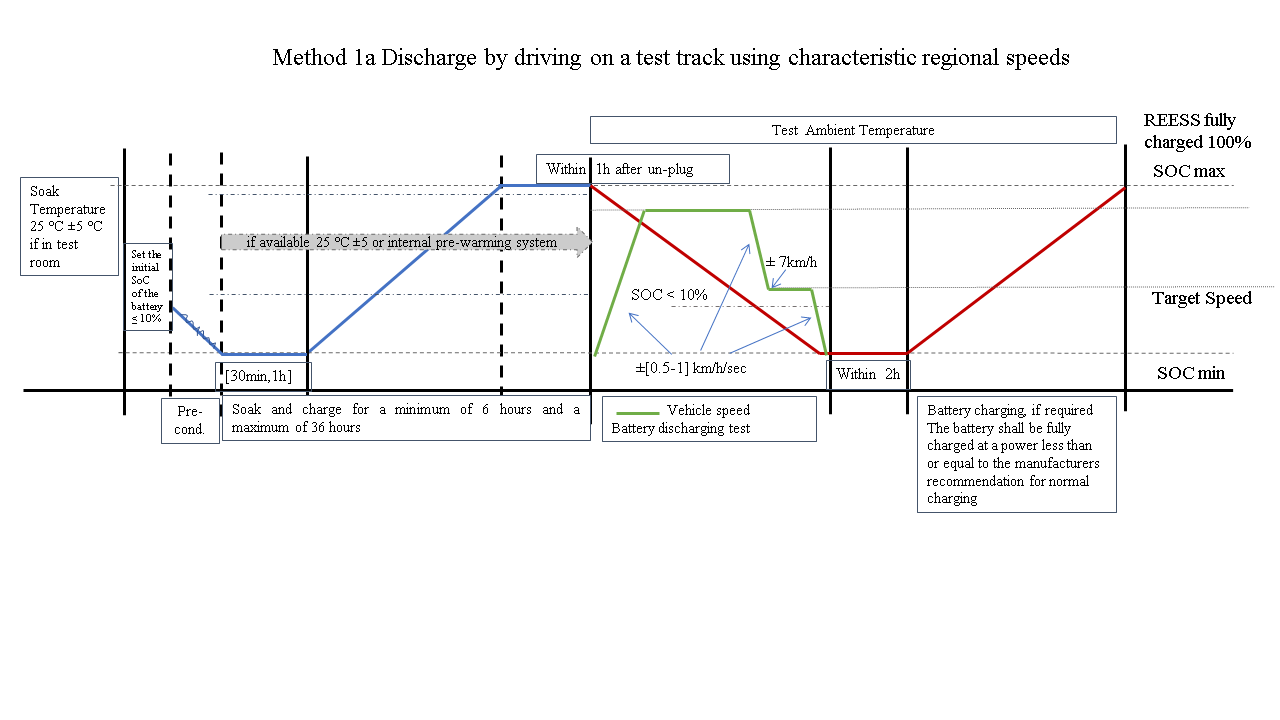 Method 1a Discharge by driving on a test track using characteristic regional speeds
REESS fully
charged 100%
Test Ambient Temperature
SOC max
Within 1h after un-plug
Soak
Temperature
25 °C ±5 °C
if in test
room
if available 25 °C ±5 or internal pre-warming system
Set the
initial
SoC
of the
battery
≤ 10%
± 7km/h
SOC < 10%
Target Speed
±[0.5-1] km/h/sec
SOC min
[30min,1h]
Within 2h
Pre-
cond.
Soak and charge for a minimum of 6 hours and a
maximum of 36 hours
Vehicle speed
Battery discharging test
Battery charging, if required
The battery shall be fully
charged at a power less than
or equal to the manufacturers
recommendation for normal
charging